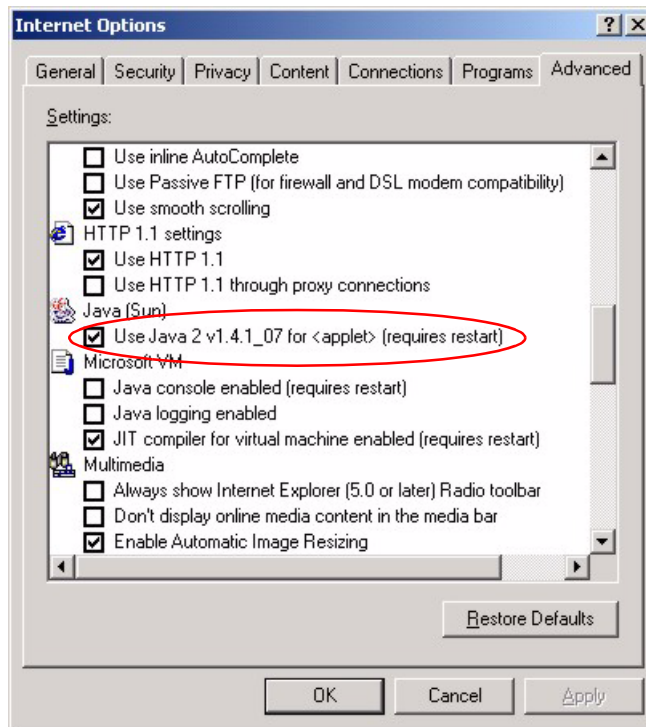 Internet Options
General Security Privacy Content Connections Programs Advanced
Settings:
Use inline AutoComplete
Use Passive FTP (for firewall and DSL modem compatibility)
Use smooth scrolling
HTTP 1.1 settings
Use HTTP 1.1
Use HTTP 1.1 through proxy connections
Java (Sun)
Use Java 2 v1.4.1_07 for <applet> (requires restart)
Microsoft VM
Java console enabled (requires restart)
Java logging enabled
JIT compiler for virtual machine enabled (requires restart)
Multimedia
Always show Internet Explorer (5.0 or later) Radio toolbar
Don't display online media content in the media bar
Enable Automatic Image Resizing
Restore Defaults
OK Cancel Apply